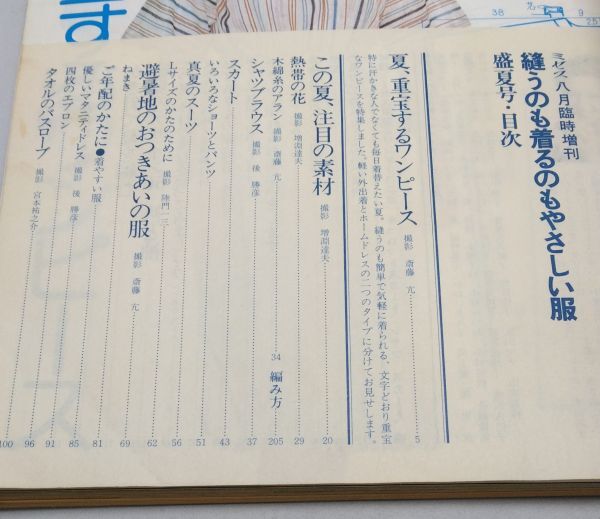 ミセス八月臨時増刊
縫うのも着るのもやさしい服
盛夏号・目次
夏、重宝するワンピース 撮影 斎藤 亢 5
特に汗かきな人でなくても毎日着替えたい夏。縫うのも簡単で気軽に着られる、文字どおり重宝
なワンピースを特集しました。軽い外出着とホームドレスの二つのタイプに分けてお見せします。
この夏、注目の素材 撮影 増淵達夫 20
熱帯の花 撮影 増淵達夫 29
木綿糸のアラン 撮影 斎藤 亢 34 編み方 205
シャツブラウス 撮影 後 勝彦 37
スカート 43
いろいろなショーツとパンツ 51
真夏のスーツ 56
Lサイズのかたのために 撮影 陸門一三 62
避暑地のおつきあいの服 撮影 斎藤 亢 69
ねまき 81
ご年配のかたに●着やすい服 85
優しいマタニティドレス 撮影 後 勝彦 91
四枚のエプロン 96
タオルのバスローブ 撮影 宮本祐之介 100
す
38
9
25